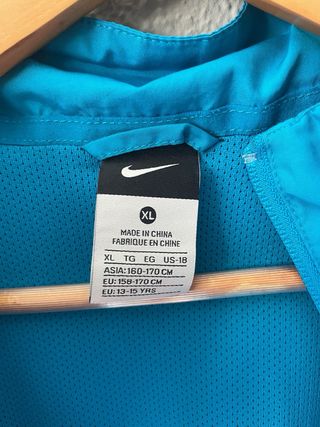 XL
MADE IN CHINA
FABRIQUE EN CHINE
XL TG EG US-18
ASIA: 160-170 CM
EU: 158-170 CM
EU: 13-15 YRS